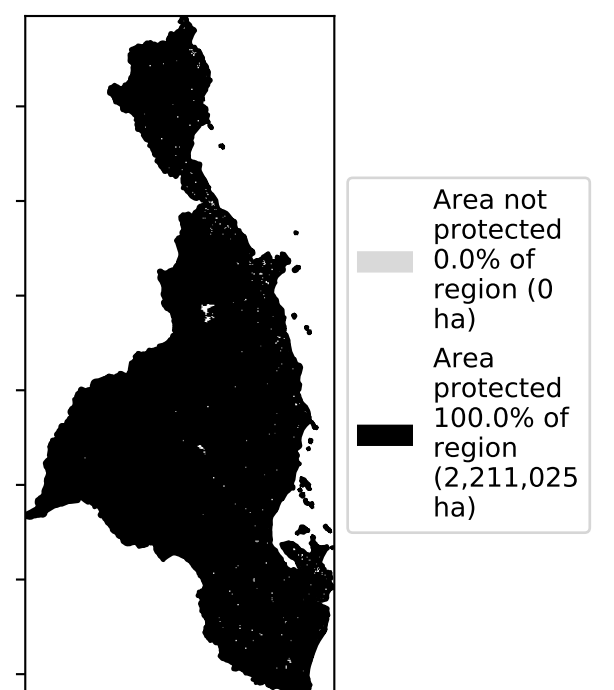 Area not
protected
0.0% of
region (0
ha)
Area
protected
100.0% of
region
(2,211,025
ha)